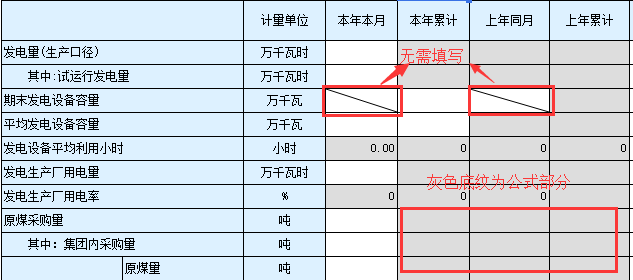 计量单位 本年本月 本年累计 上年同月 上年累计
发电量(生产口径) 万千瓦时
其中:试运行发电量 万千瓦时
无需填写
期末发电设备容量 万千瓦
平均发电设备容量 万千瓦
发电设备平均利用小时 小时 0.00 0 0 0
发电生产厂用电量 万千瓦时
灰色底纹为公式部分
发电生产厂用电率 % 0 0 0
原煤采购量 吨
其中: 集团内采购量 吨
原煤量 吨